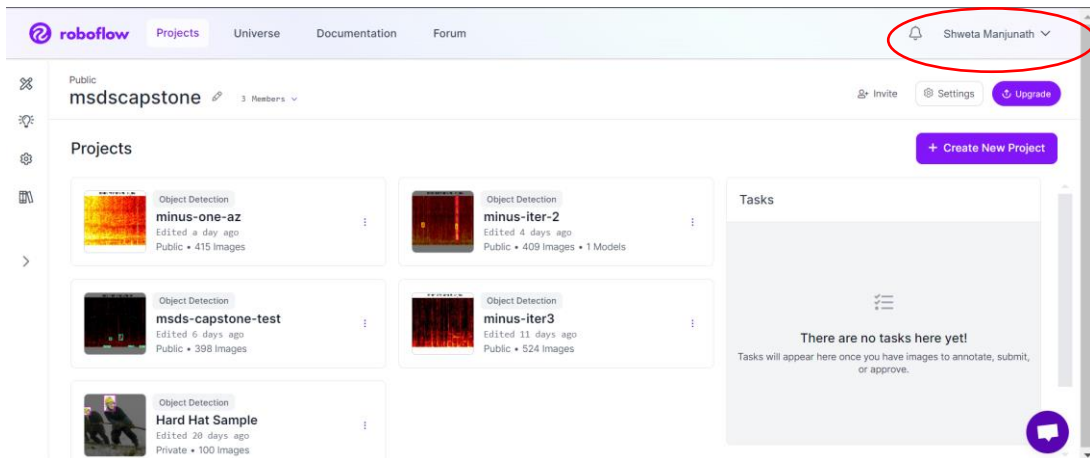 roboflow Projects Universe Documentation Forum Shweta Manjunath
Public
msdscapstone 3 Members
Invite Settings Upgrade
Projects
+ Create New Project
Object Detection
minus-one-az
Edited a day ago
Public • 415 Images
Object Detection
minus-iter-2
Edited 4 days ago
Public • 409 Images • 1 Models
Object Detection
msds-capstone-test
Edited 6 days ago
Public • 398 Images
Object Detection
minus-iter3
Edited 11 days ago
Public • 524 Images
Object Detection
Hard Hat Sample
Edited 20 days ago
Private • 100 Images
Tasks
There are no tasks here yet!
Tasks will appear here once you have images to annotate, submit,
or approve.